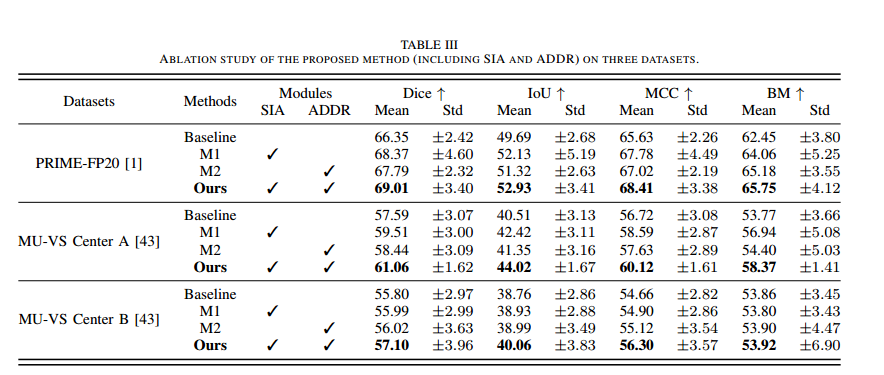 TABLE III
ABLATION STUDY OF THE PROPOSED METHOD (INCLUDING SIA AND ADDR) ON THREE DATASETS.
Datasets Methods Modules Dice ↑ IoU ↑ MCC ↑ BM ↑
SIA ADDR Mean Std Mean Std Mean Std Mean Std
PRIME-FP20 [1]
Baseline 66.35 ±2.42 49.69 ±2.68 65.63 ±2.26 62.45 ±3.80
M1 ✓ 68.37 ±4.60 52.13 ±5.19 67.78 ±4.49 64.06 ±5.25
M2 ✓ 67.79 ±2.32 51.32 ±2.63 67.02 ±2.19 65.18 ±3.55
Ours ✓ ✓ 69.01 ±3.40 52.93 ±3.41 68.41 ±3.38 65.75 ±4.12
MU-VS Center A [43]
Baseline 57.59 ±3.07 40.51 ±3.13 56.72 ±3.08 53.77 ±3.66
M1 ✓ 59.51 ±3.00 42.42 ±3.11 58.59 ±2.87 56.94 ±5.08
M2 ✓ 58.44 ±3.09 41.35 ±3.16 57.63 ±2.89 54.40 ±5.03
Ours ✓ ✓ 61.06 ±1.62 44.02 ±1.67 60.12 ±1.61 58.37 ±1.41
MU-VS Center B [43]
Baseline 55.80 ±2.97 38.76 ±2.86 54.66 ±2.82 53.86 ±3.45
M1 ✓ 55.99 ±2.99 38.93 ±2.88 54.90 ±2.86 53.80 ±3.43
M2 ✓ 56.02 ±3.63 38.99 ±3.49 55.12 ±3.54 53.90 ±4.47
Ours ✓ ✓ 57.10 ±3.96 40.06 ±3.83 56.30 ±3.57 53.92 ±6.90